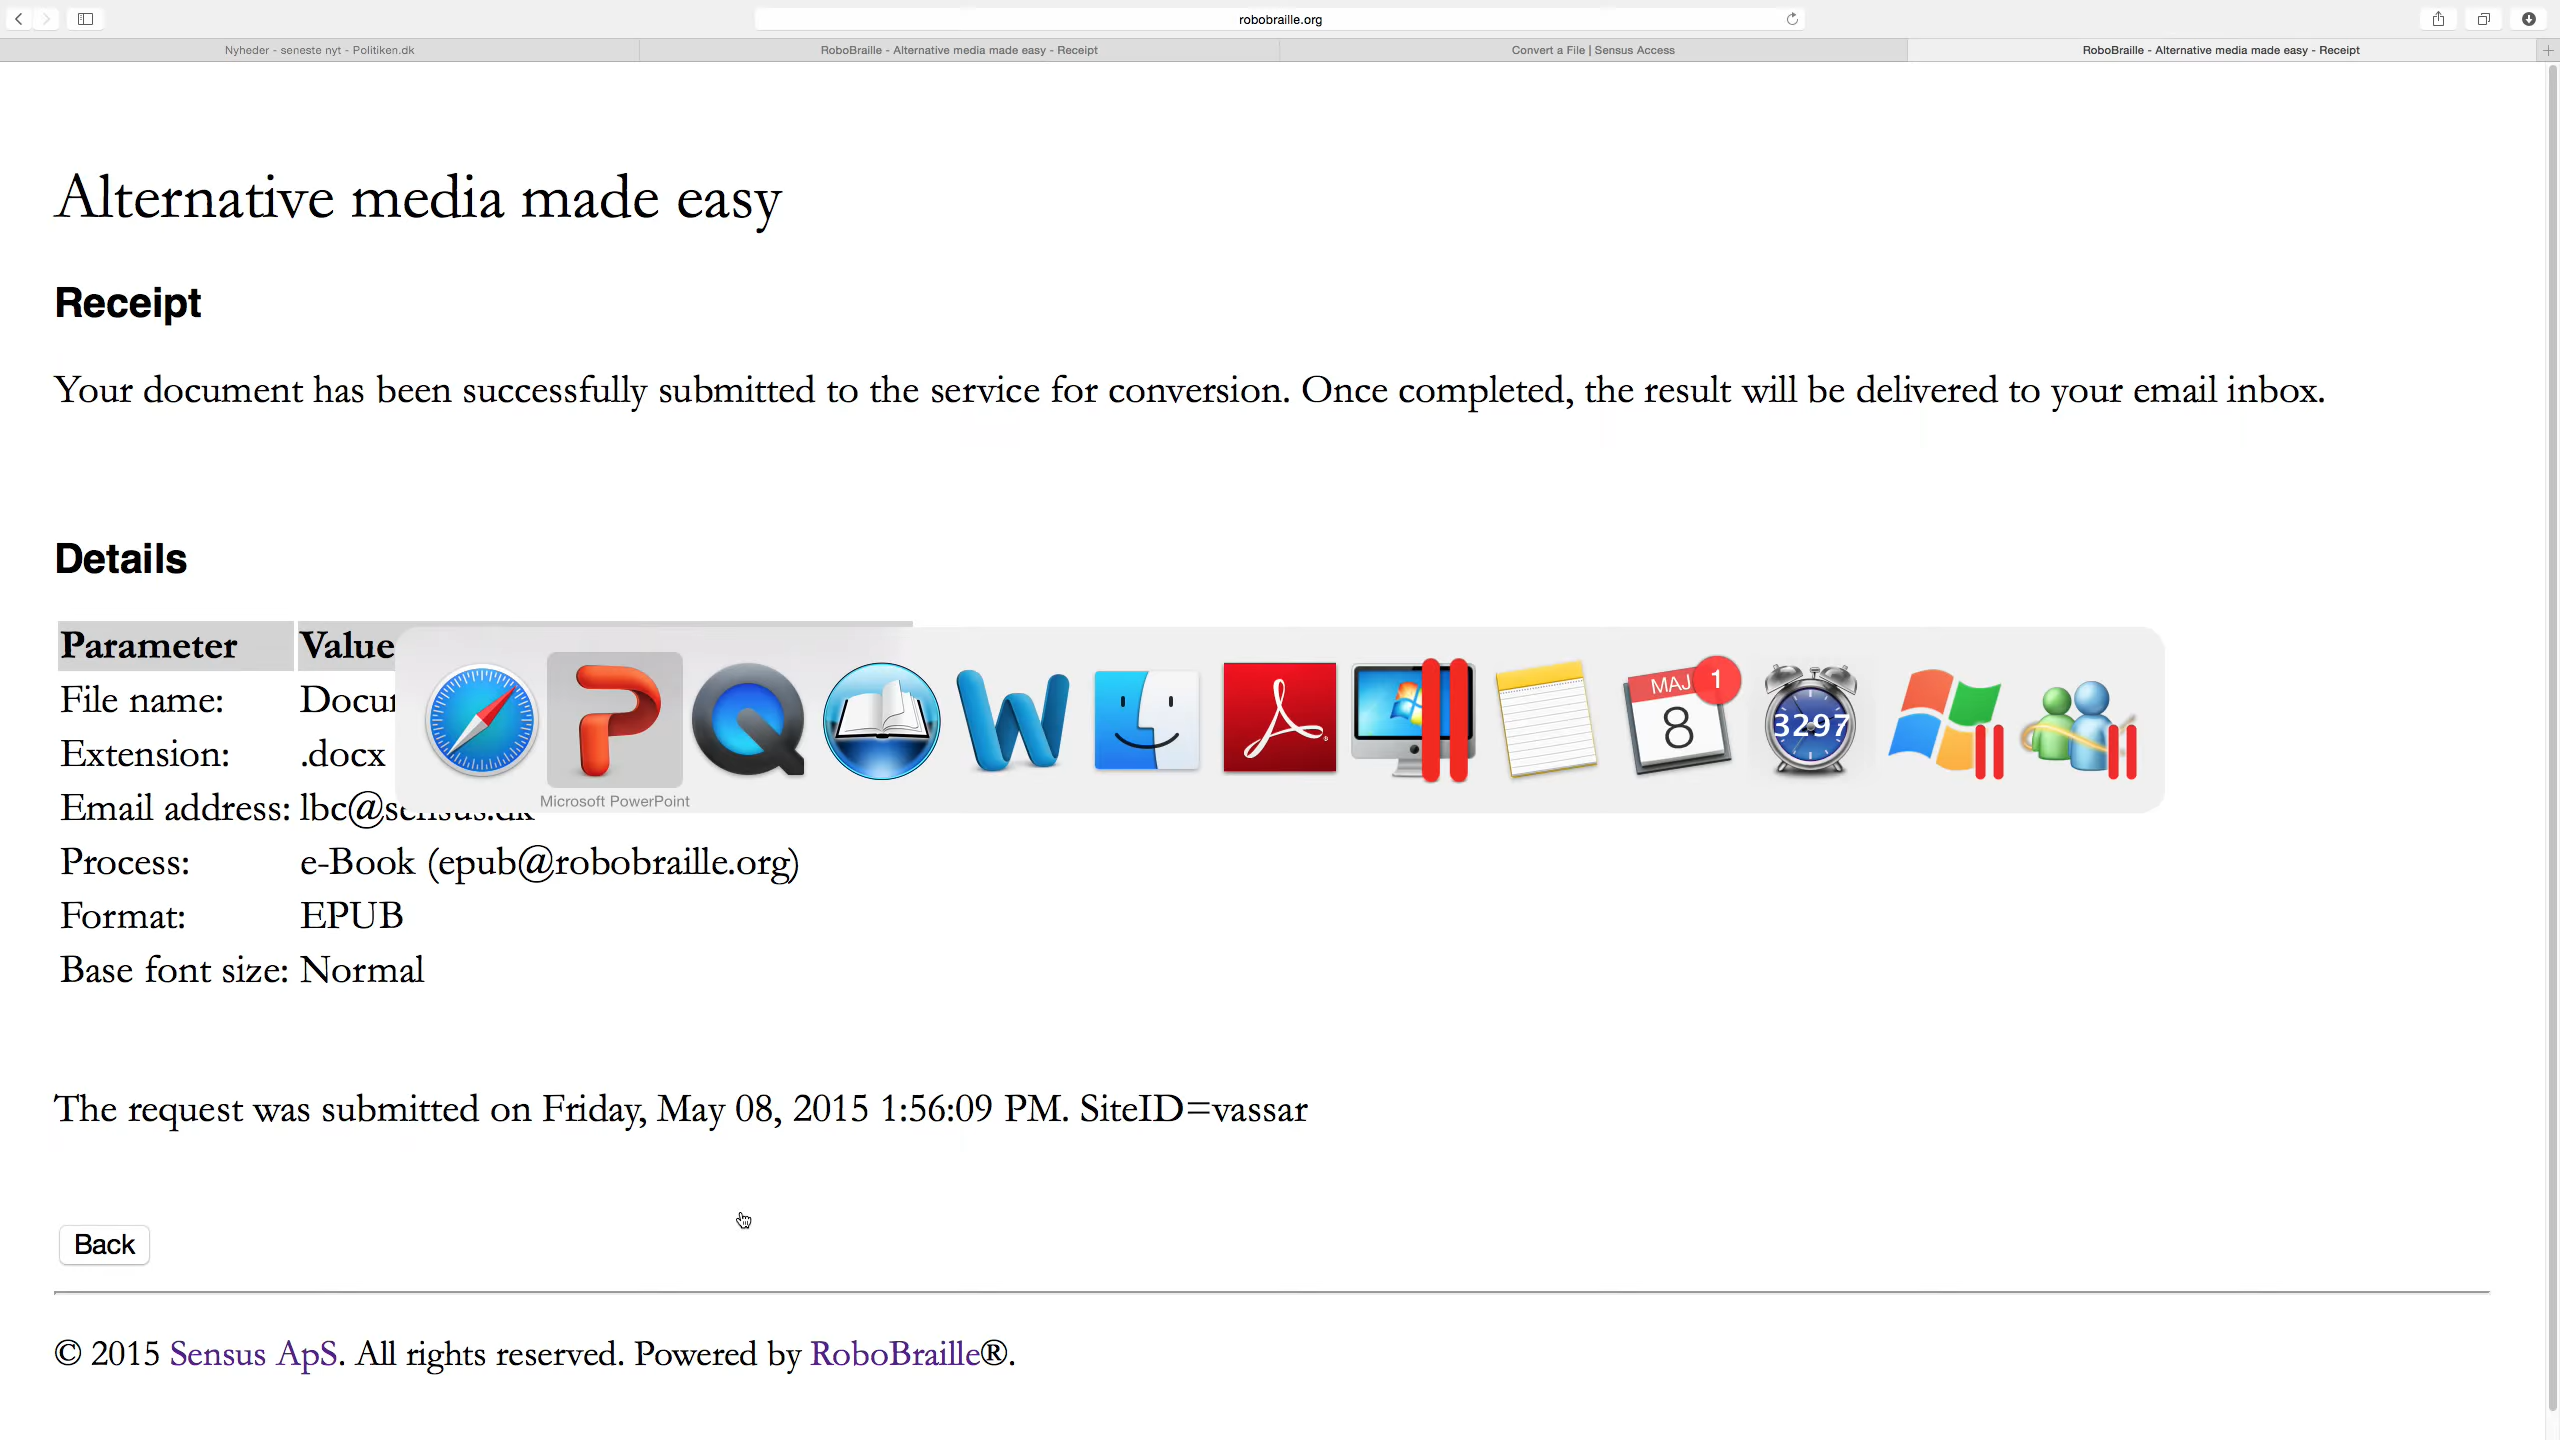 robobraille.org
Nyheder - seneste nyt - Politiken.dk
RoboBraille - Alternative media made easy - Receipt
Convert a File | Sensus Access
RoboBraille - Alternative media made easy - Receipt
Alternative media made easy
Receipt
Your document has been successfully submitted to the service for conversion. Once completed, the result will be delivered to your email inbox.
Details
Parameter Value
File name:
Extension: .docx
MAJ 1
8
3297
Microsoft PowerPoint
Email address:
Process: e-Book (epub@robobraille.org)
Format: EPUB
Base font size: Normal
The request was submitted on Friday, May 08, 2015 1:56:09 PM. SiteID=vassar
Back
© 2015 Sensus ApS. All rights reserved. Powered by RoboBraille®.